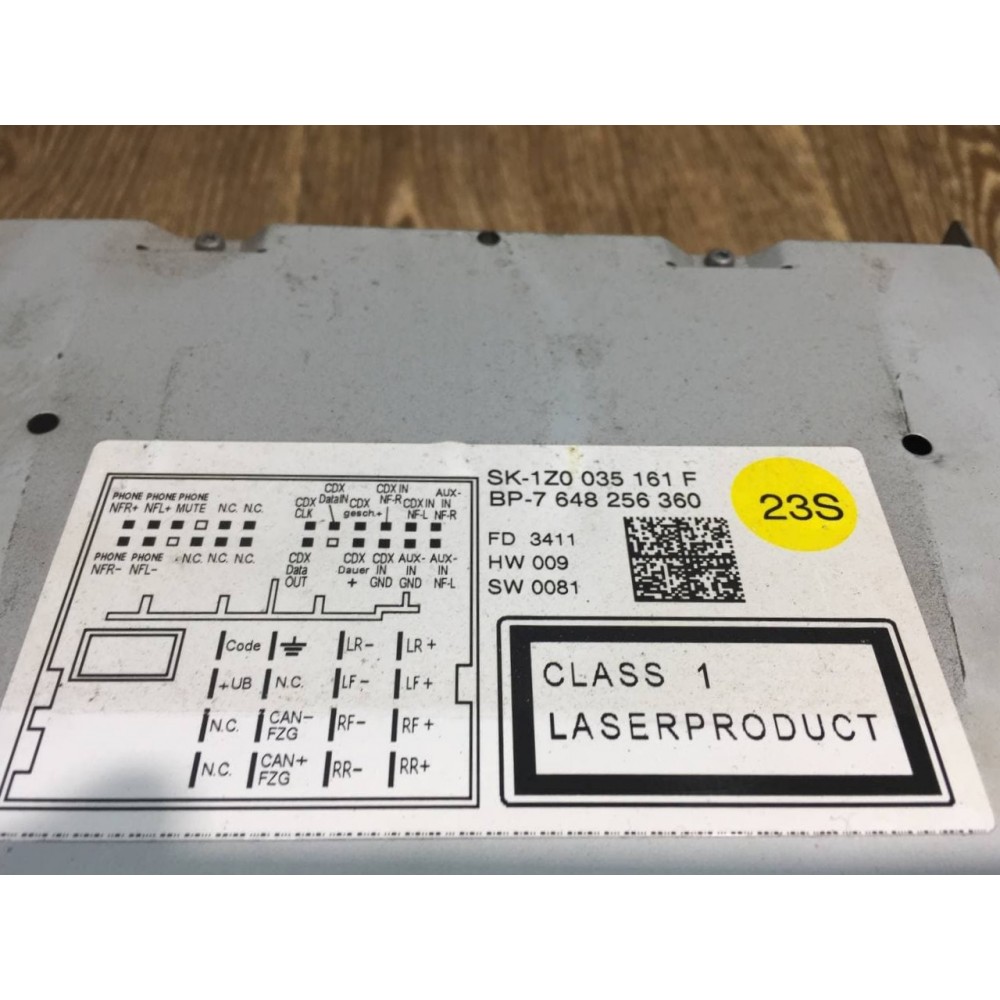 PHONE PHONE PHONE
NFR+ NFL+ MUTE N.C. N.C.
PHONE PHONE N.C. N.C. N.C.
NFR- NFL-
CDX CLK
CDX DataIN
CDX gesch.+
CDX IN NF-R
CDX IN NF-L
AUX-IN NF-R
CDX Data OUT
CDX Dauer +
CDX IN GND
AUX-IN GND
AUX-IN NF-L
Code LR- LR+
+UB N.C. LF- LF+
N.C. CAN-FZG RF- RF+
N.C. CAN+FZG RR- RR+
SK-1Z0 035 161 F
BP-7 648 256 360
FD 3411
HW 009
SW 0081
23S
CLASS 1
LASERPRODUCT